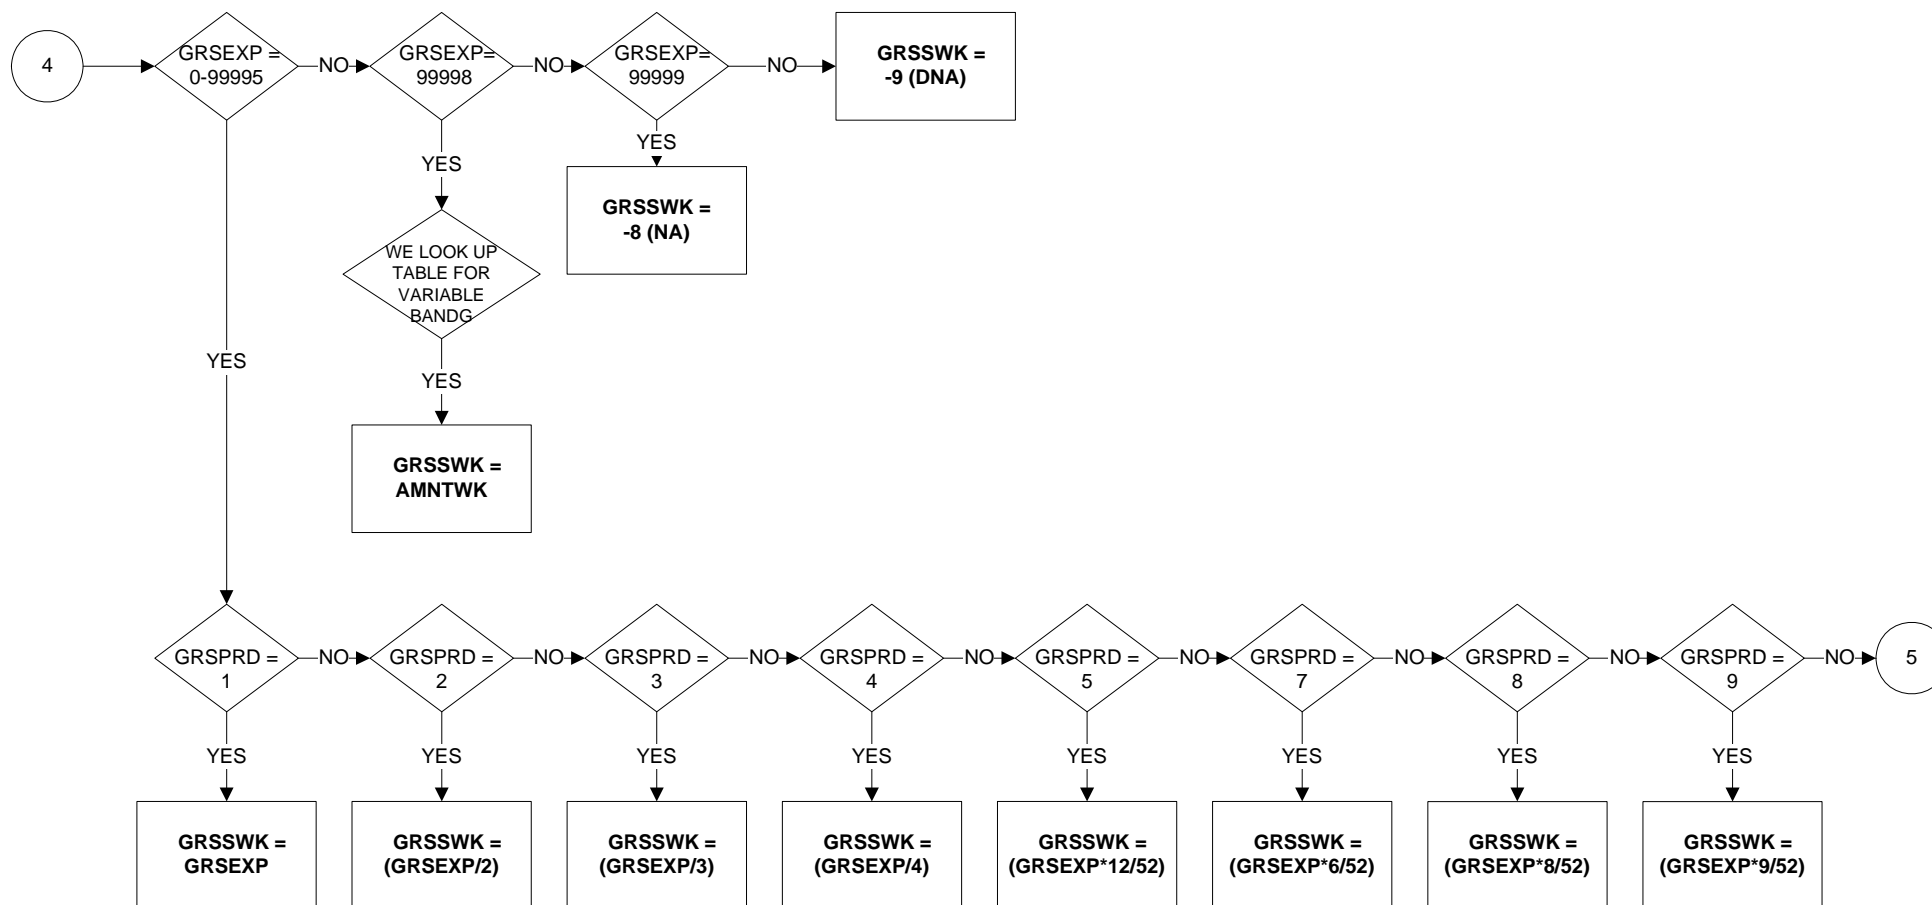 4
GRSEXP =
0-99995
NO
GRSEXP=
99998
NO
GRSEXP=
99999
NO
GRSSWK =
-9 (DNA)
YES
GRSSWK =
-8 (NA)
YES
WE LOOK UP
TABLE FOR
VARIABLE
BANDG
YES
GRSSWK =
AMNTWK
YES
GRSPRD =
1
NO
GRSPRD =
2
NO
GRSPRD =
3
NO
GRSPRD =
4
NO
GRSPRD =
5
NO
GRSPRD =
7
NO
GRSPRD =
8
NO
GRSPRD =
9
NO
5
YES
YES
YES
YES
YES
YES
YES
YES
GRSSWK =
GRSEXP
GRSSWK =
(GRSEXP/2)
GRSSWK =
(GRSEXP/3)
GRSSWK =
(GRSEXP/4)
GRSSWK =
(GRSEXP*12/52)
GRSSWK =
(GRSEXP*6/52)
GRSSWK =
(GRSEXP*8/52)
GRSSWK =
(GRSEXP*9/52)